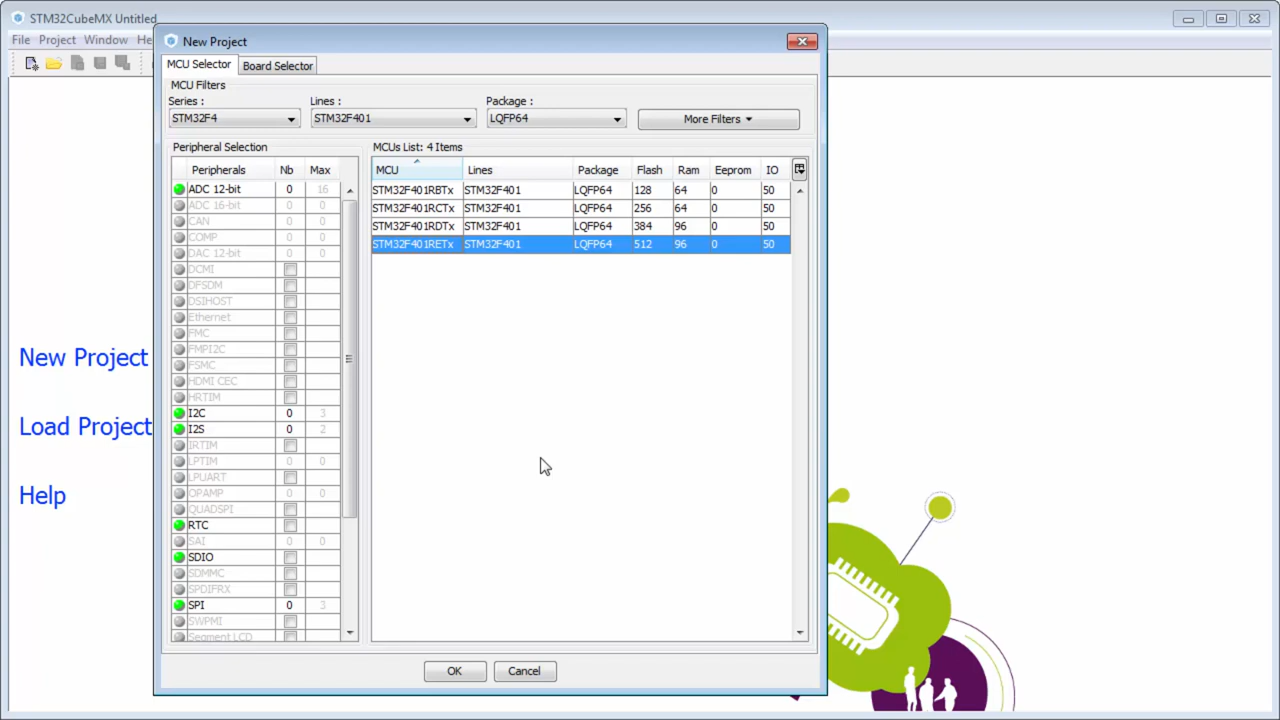 STM32CubeMX Untitled
File Project Window He
New Project
MCU Selector Board Selector
MCU Filters
Series : Lines : Package :
STM32F4 STM32F401 LQFP64 More Filters
Peripheral Selection MCUs List: 4 Items
Peripherals Nb Max MCU Lines Package Flash Ram Eeprom IO
ADC 12-bit 0 16 STM32F401RBTx STM32F401 LQFP64 128 64 0 50
ADC 16-bit 0 0 STM32F401RCTx STM32F401 LQFP64 256 64 0 50
CAN 0 0 STM32F401RDTx STM32F401 LQFP64 384 96 0 50
COMP 0 0 STM32F401RETx STM32F401 LQFP64 512 96 0 50
DAC 12-bit 0 0
DCMI
DFSDM
DSIHOST
Ethernet
FMC
FMPI2C
FSMC
HDMI CEC
HRTIM
I2C 0 3
I2S 0 2
IRTIM
LPTIM 0 0
LPUART
OPAMP 0 0
QUADSPI
RTC
SAI 0 0
SDIO
SDMMC
SPDIFRX
SPI 0 3
SWPMI
Segment LCD
OK Cancel
New Project
Load Project
Help